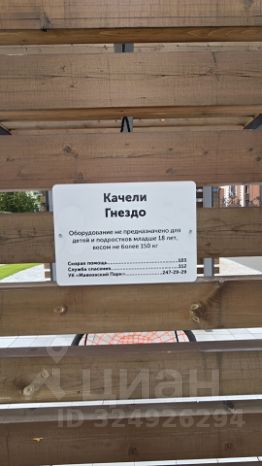 Качели
Гнездо
Оборудование не предназначено для
детей и подростков младше 18 лет,
весом не более 150 кг
Скорая помощь 103
Служба спасения 112
УК «Маяковский Парк» 247-29-29
циан
ID 324926294